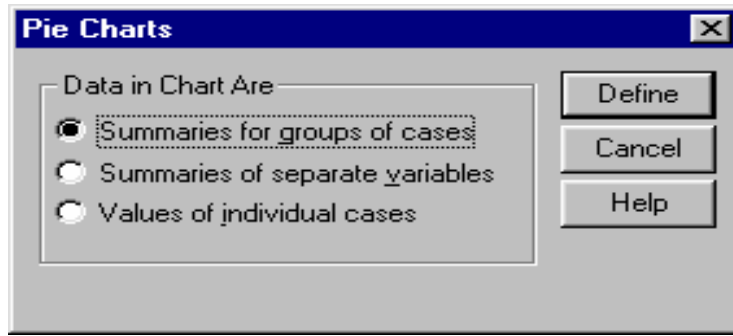 Pie Charts
Data in Chart Are
Summaries for groups of cases
Summaries of separate variables
Values of individual cases
Define
Cancel
Help